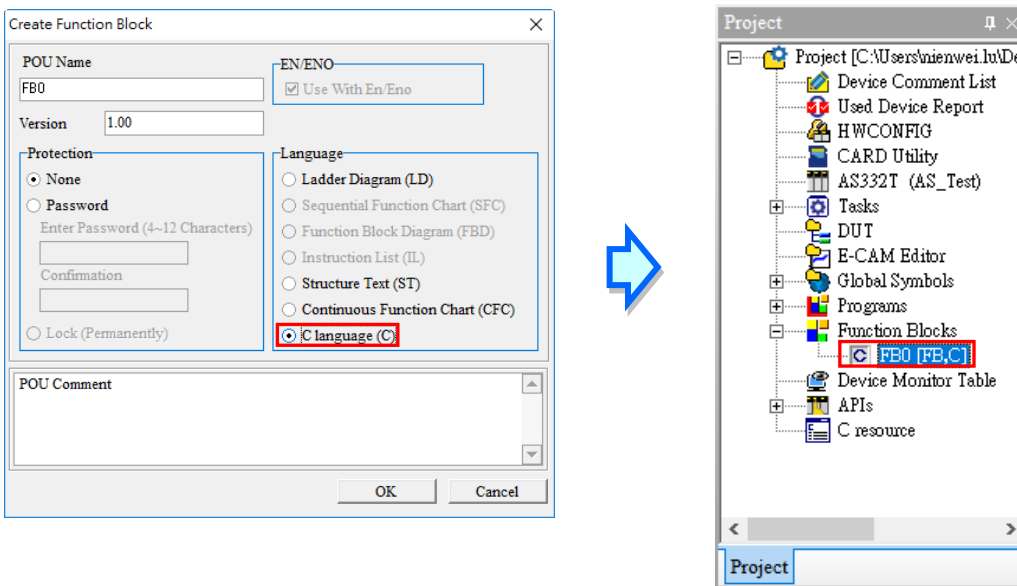 Create Function Block
POU Name
FB0
Version 1.00
EN/ENO
Use With En/Eno
Protection
None
Password
Enter Password (4~12 Characters)
Confirmation
Lock (Permanently)
Language
Ladder Diagram (LD)
Sequential Function Chart (SFC)
Function Block Diagram (FBD)
Instruction List (IL)
Structure Text (ST)
Continuous Function Chart (CFC)
C language (C)
POU Comment
OK Cancel
Project
Project [C:\Users\nienwei.lu\De
Device Comment List
Used Device Report
HWCONFIG
CARD Utility
AS332T (AS_Test)
Tasks
DUT
E-CAM Editor
Global Symbols
Programs
Function Blocks
FB0 [FB,C]
Device Monitor Table
APIs
C resource
Project